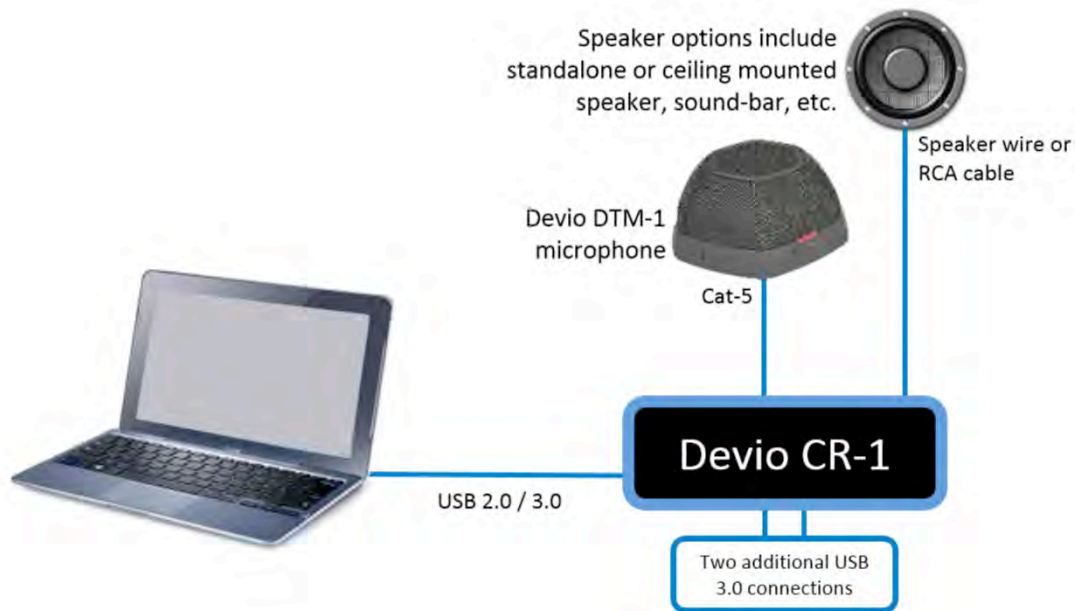 Speaker options include
standalone or ceiling mounted
speaker, sound-bar, etc.
Speaker wire or
RCA cable
Devio DTM-1
microphone
Cat-5
Devio CR-1
USB 2.0 / 3.0
Two additional USB
3.0 connections